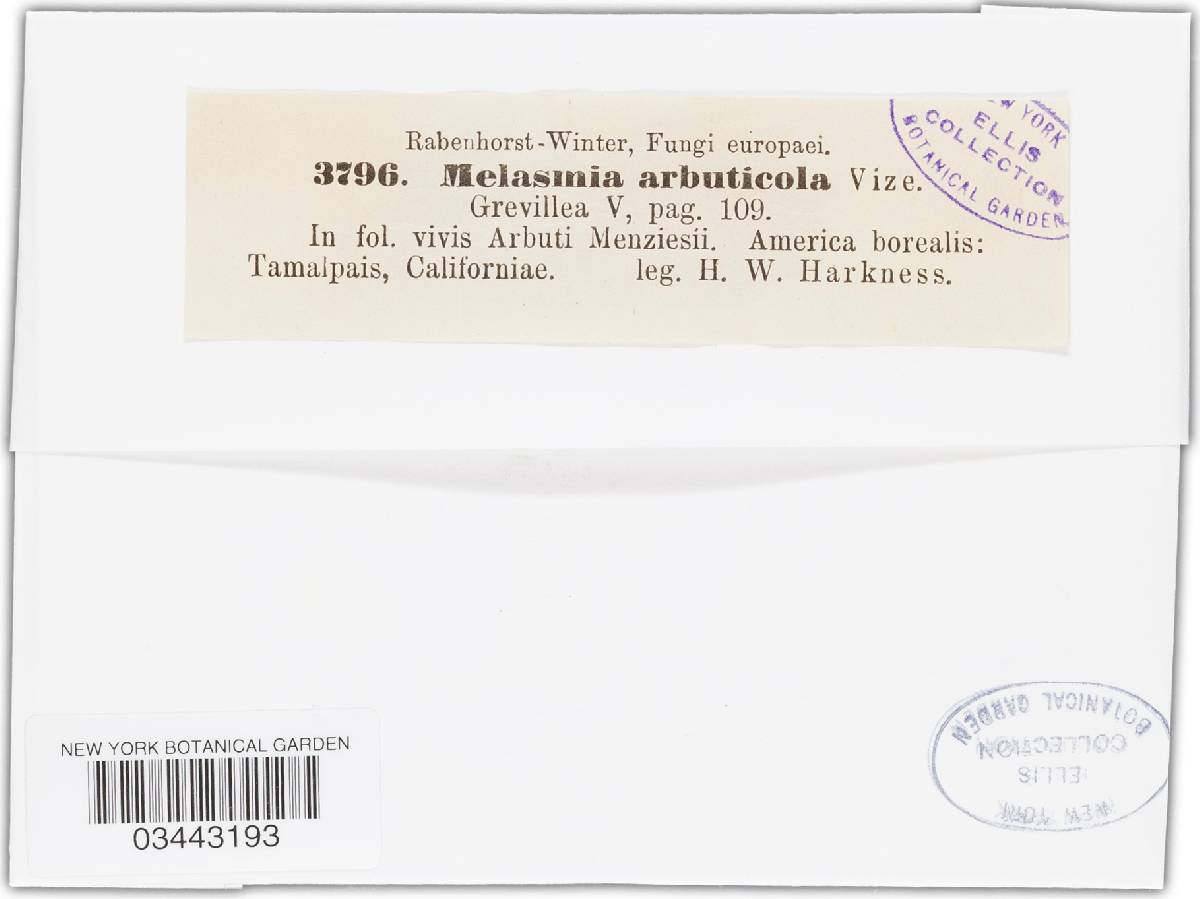 Rabenhorst-Winter, Fungi europaei.
3796. Melasmia arbuticola Vize.
Grevillea V, pag. 109.
In fol. vivis Arbuti Menziesii. America borealis:
Tamalpais, Californiae. leg. H. W. Harkness.
YORK
ELLIS
COLLECTION
BOTANICAL GARDEN
NEW YORK BOTANICAL GARDEN
03443193
BOTANICAL GARDEN
COLLECTION
ELLIS
NEW YORK